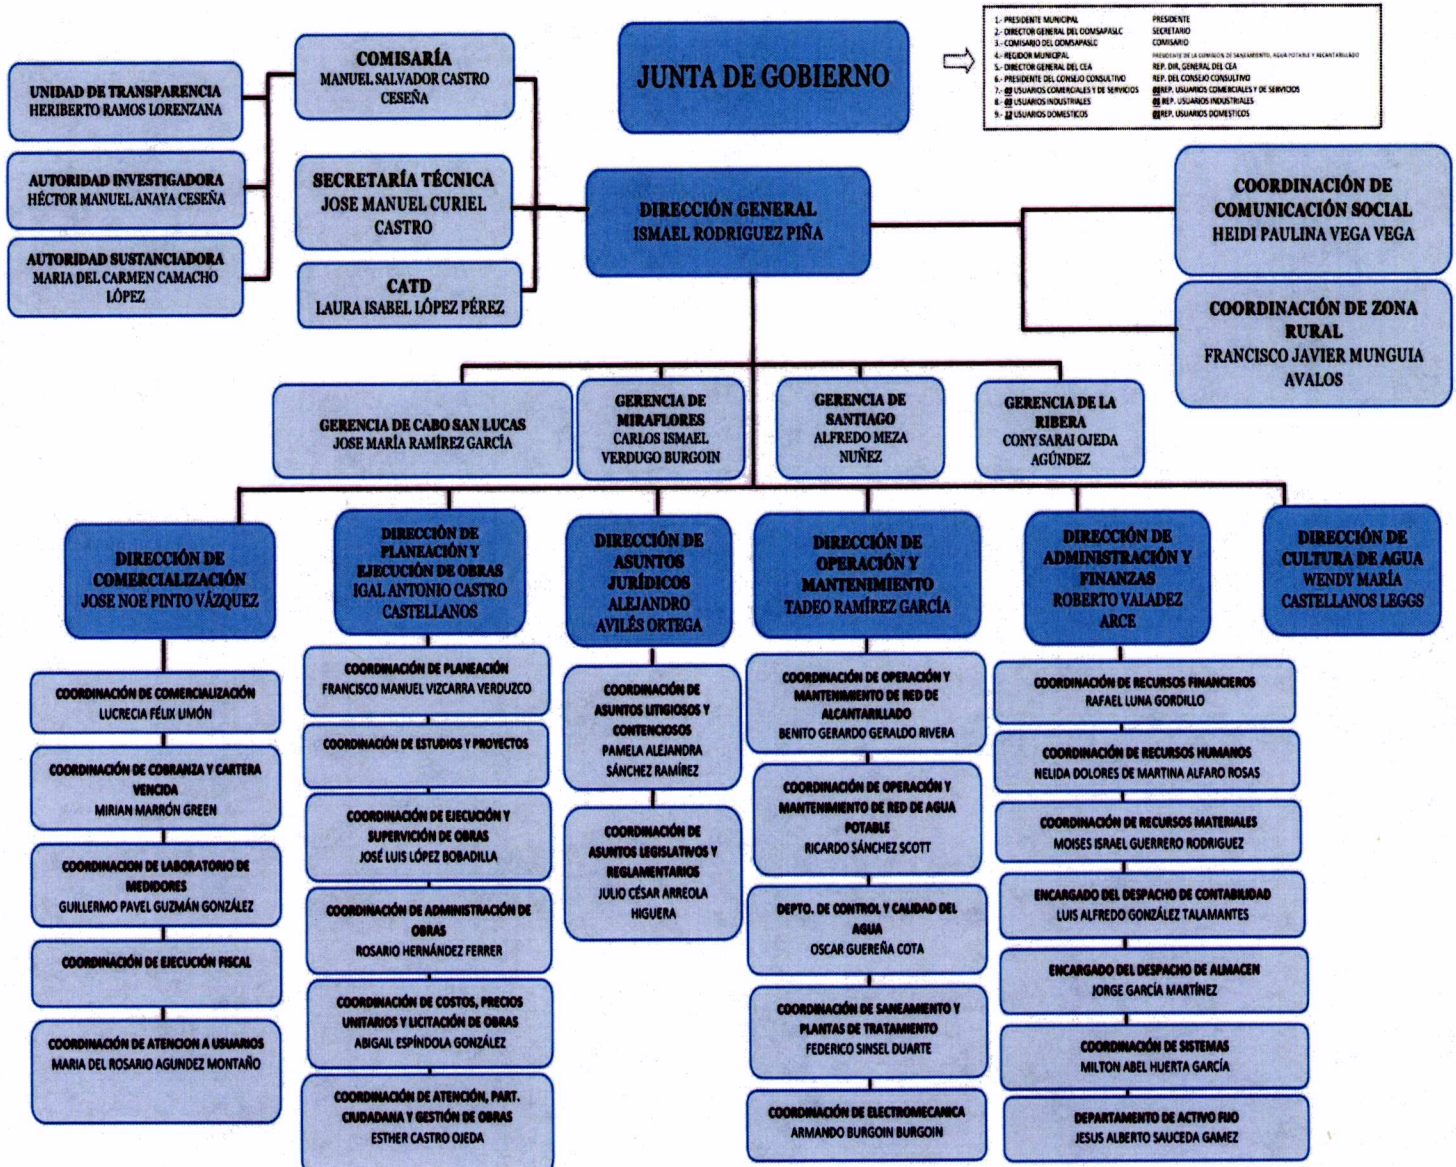 JUNTA DE GOBIERNO
1.- PRESIDENTE MUNICIPAL PRESIDENTE
2.- DIRECTOR GENERAL DEL OOMSAPASLC SECRETARIO
3.- COMISARIO DEL OOMSAPASLC COMISARIO
4.- REGIDOR MUNICIPAL PRESIDENTE DE LA COMISION DE SANEAMIENTO, AGUA POTABLE Y ALCANTARILLADO
5.- DIRECTOR GENERAL DEL CEA REP. DIR. GENERAL DEL CEA
6.- PRESIDENTE DEL CONSEJO CONSULTIVO REP. DEL CONSEJO CONSULTIVO
7.- 03 USUARIOS COMERCIALES Y DE SERVICIOS REP. USUARIOS COMERCIALES Y DE SERVICIOS
8.- 03 USUARIOS INDUSTRIALES REP. USUARIOS INDUSTRIALES
9.- 12 USUARIOS DOMESTICOS REP. USUARIOS DOMESTICOS
COMISARÍA
MANUEL SALVADOR CASTRO
CESEÑA
UNIDAD DE TRANSPARENCIA
HERIBERTO RAMOS LORENZANA
AUTORIDAD INVESTIGADORA
HÉCTOR MANUEL ANAYA CESEÑA
AUTORIDAD SUSTANCIADORA
MARIA DEL CARMEN CAMACHO
LÓPEZ
SECRETARÍA TÉCNICA
JOSE MANUEL CURIEL
CASTRO
CATD
LAURA ISABEL LÓPEZ PÉREZ
DIRECCIÓN GENERAL
ISMAEL RODRIGUEZ PIÑA
COORDINACIÓN DE
COMUNICACIÓN SOCIAL
HEIDI PAULINA VEGA VEGA
COORDINACIÓN DE ZONA
RURAL
FRANCISCO JAVIER MUNGUIA
AVALOS
GERENCIA DE CABO SAN LUCAS
JOSE MARÍA RAMÍREZ GARCÍA
GERENCIA DE
MIRAFLORES
CARLOS ISMAEL
VERDUGO BURGOIN
GERENCIA DE
SANTIAGO
ALFREDO MEZA
NUÑEZ
GERENCIA DE LA
RIBERA
CONY SARAI OJEDA
AGÚNDEZ
DIRECCIÓN DE
COMERCIALIZACIÓN
JOSE NOE PINTO VÁZQUEZ
COORDINACIÓN DE COMERCIALIZACIÓN
LUCRECIA FÉLIX LIMÓN
COORDINACIÓN DE COBRANZA Y CARTERA
VENCIDA
MIRIAN MARRÓN GREEN
COORDINACION DE LABORATORIO DE
MEDIDORES
GUILLERMO PAVEL GUZMÁN GONZÁLEZ
COORDINACIÓN DE EJECUCIÓN FISCAL
COORDINACIÓN DE ATENCION A USUARIOS
MARIA DEL ROSARIO AGUNDEZ MONTAÑO
DIRECCIÓN DE
PLANEACIÓN Y
EJECUCIÓN DE OBRAS
IGAL ANTONIO CASTRO
CASTELLANOS
COORDINACIÓN DE PLANEACIÓN
FRANCISCO MANUEL VIZCARRA VERDUZCO
COORDINACIÓN DE ESTUDIOS Y PROYECTOS
COORDINACIÓN DE EJECUCIÓN Y
SUPERVICIÓN DE OBRAS
JOSÉ LUIS LÓPEZ BOBADILLA
COORDINACIÓN DE ADMINISTRACIÓN DE
OBRAS
ROSARIO HERNÁNDEZ FERRER
COORDINACIÓN DE COSTOS, PRECIOS
UNITARIOS Y LICITACIÓN DE OBRAS
ABIGAIL ESPÍNDOLA GONZÁLEZ
COORDINACIÓN DE ATENCIÓN, PART.
CIUDADANA Y GESTIÓN DE OBRAS
ESTHER CASTRO OJEDA
DIRECCIÓN DE
ASUNTOS
JURÍDICOS
ALEJANDRO
AVILÉS ORTEGA
COORDINACIÓN DE
ASUNTOS LITIGIOSOS Y
CONTENCIOSOS
PAMELA ALEJANDRA
SÁNCHEZ RAMÍREZ
COORDINACIÓN DE
ASUNTOS LEGISLATIVOS Y
REGLAMENTARIOS
JULIO CÉSAR ARREOLA
HIGUERA
DIRECCIÓN DE
OPERACIÓN Y
MANTENIMIENTO
TADEO RAMÍREZ GARCÍA
COORDINACIÓN DE OPERACIÓN Y
MANTENIMIENTO DE RED DE
ALCANTARILLADO
BENITO GERARDO GERALDO RIVERA
COORDINACIÓN DE OPERACIÓN Y
MANTENIMIENTO DE RED DE AGUA
POTABLE
RICARDO SÁNCHEZ SCOTT
DEPTO. DE CONTROL Y CALIDAD DEL
AGUA
OSCAR GUEREÑA COTA
COORDINACIÓN DE SANEAMIENTO Y
PLANTAS DE TRATAMIENTO
FEDERICO SINSEL DUARTE
COORDINACIÓN DE ELECTROMECANICA
ARMANDO BURGOIN BURGOIN
DIRECCIÓN DE
ADMINISTRACIÓN Y
FINANZAS
ROBERTO VALADEZ
ARCE
COORDINACIÓN DE RECURSOS FINANCIEROS
RAFAEL LUNA GORDILLO
COORDINACIÓN DE RECURSOS HUMANOS
NELIDA DOLORES DE MARTINA ALFARO ROSAS
COORDINACIÓN DE RECURSOS MATERIALES
MOISES ISRAEL GUERRERO RODRIGUEZ
ENCARGADO DEL DESPACHO DE CONTABILIDAD
LUIS ALFREDO GONZÁLEZ TALAMANTES
ENCARGADO DEL DESPACHO DE ALMACEN
JORGE GARCÍA MARTÍNEZ
COORDINACIÓN DE SISTEMAS
MILTON ABEL HUERTA GARCÍA
DEPARTAMENTO DE ACTIVO FIJO
JESUS ALBERTO SAUCEDA GAMEZ
DIRECCIÓN DE
CULTURA DE AGUA
WENDY MARÍA
CASTELLANOS LEGGS